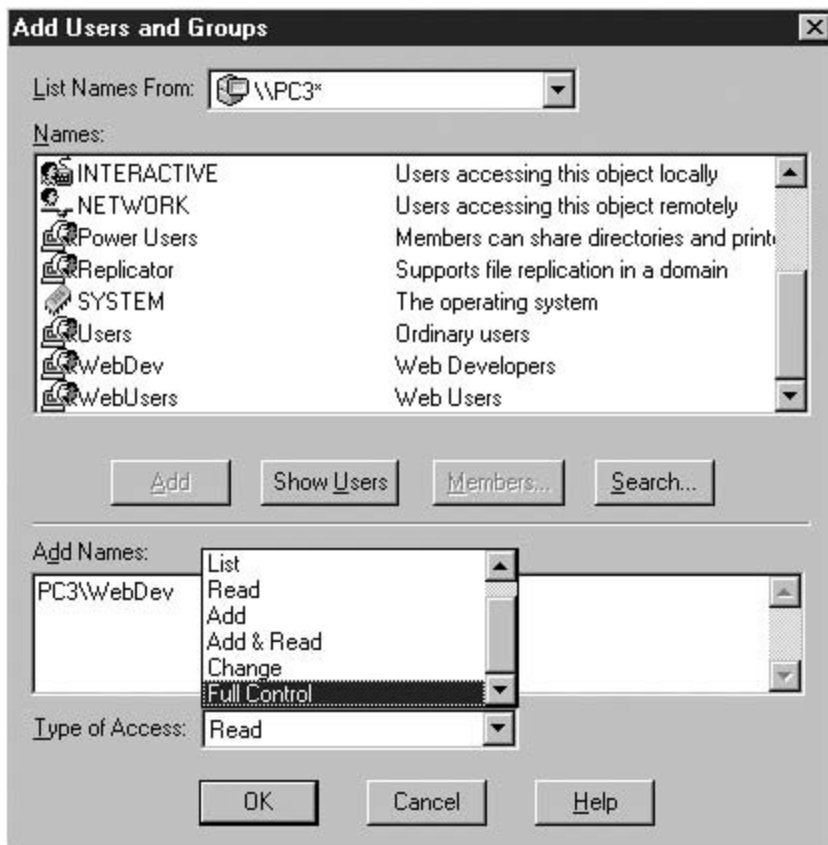 Add Users and Groups
List Names From: \\PC3*
Names:
INTERACTIVE Users accessing this object locally
NETWORK Users accessing this object remotely
Power Users Members can share directories and printe
Replicator Supports file replication in a domain
SYSTEM The operating system
Users Ordinary users
WebDev Web Developers
WebUsers Web Users
Add Show Users Members... Search...
Add Names:
PC3\WebDev
List
Read
Add
Add & Read
Change
Full Control
Type of Access: Read
OK Cancel Help